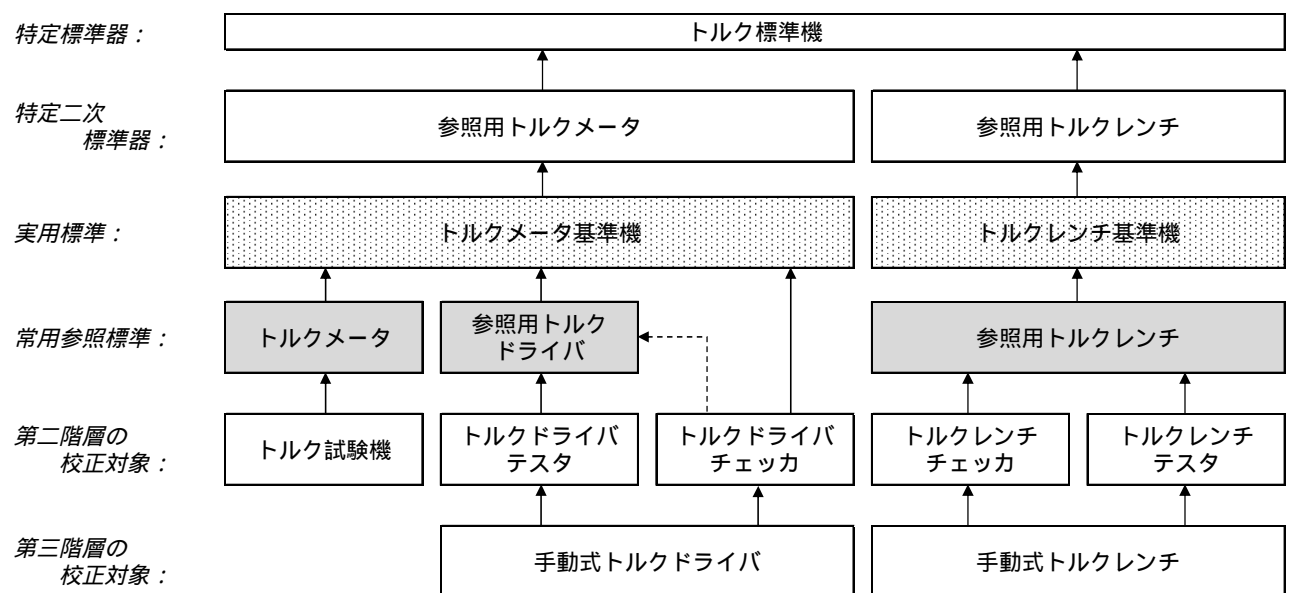 特定標準器：
トルク標準機
特定二次
標準器：
参照用トルクメータ
参照用トルクレンチ
実用標準：
トルクメータ基準機
トルクレンチ基準機
常用参照標準：
トルクメータ
参照用トルク
ドライバ
参照用トルクレンチ
第二階層の
校正対象：
トルク試験機
トルクドライバ
テスタ
トルクドライバ
チェッカ
トルクレンチ
チェッカ
トルクレンチ
テスタ
第三階層の
校正対象：
手動式トルクドライバ
手動式トルクレンチ